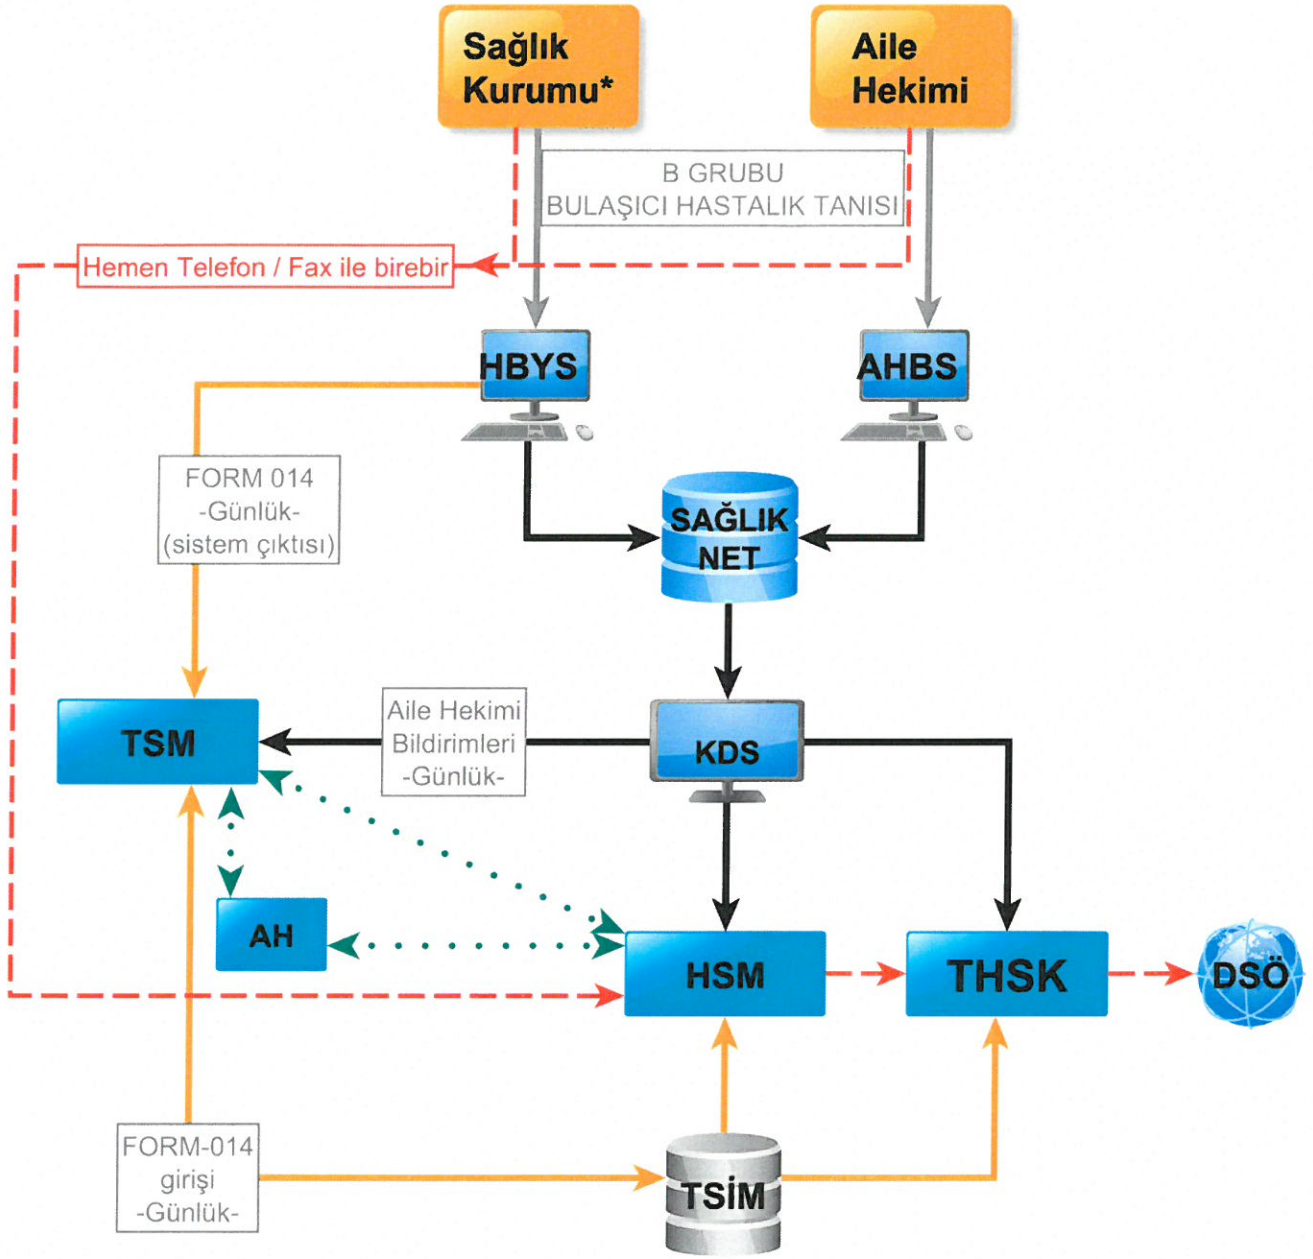 Sağlık
Kurumu*
Aile
Hekimi
B GRUBU
BULAŞICI HASTALIK TANISI
Hemen Telefon / Fax ile birebir
HBYS
AHBS
FORM 014
-Günlük-
(sistem çıktısı)
SAĞLIK
NET
TSM
Aile Hekimi
Bildirimleri
-Günlük-
KDS
AH
HSM
THSK
DSÖ
FORM-014
girişi
-Günlük-
TSİM